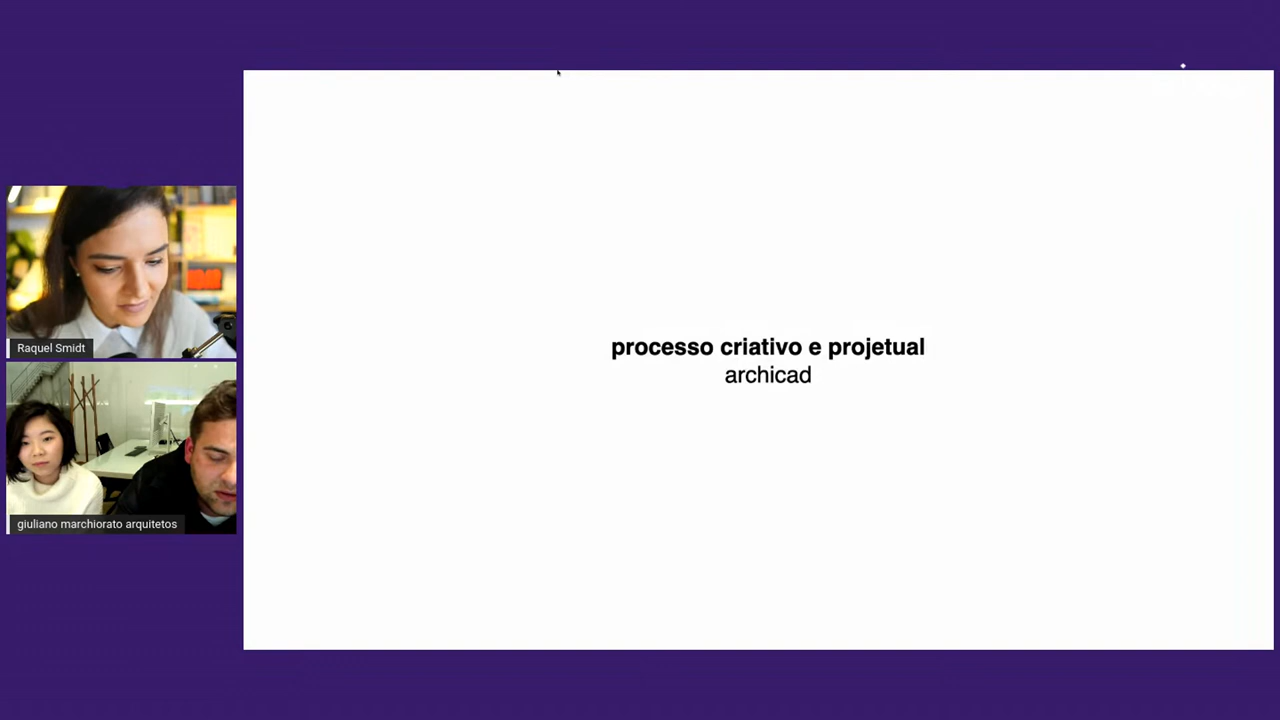 Raquel Smidt
giuliano marchiorato arquitetos
processo criativo e projetual
archicad